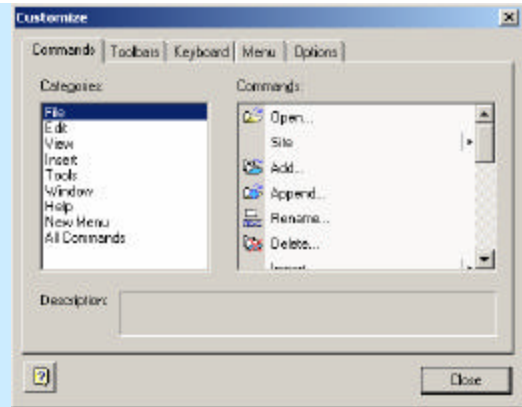 Customize
Commands Toolbars Keyboard Menu Options
Categories:
File
Edit
View
Insert
Tools
Window
Help
New Menu
All Commands
Commands:
Open...
Site
Add...
Append...
Rename...
Delete...
Description:
Close